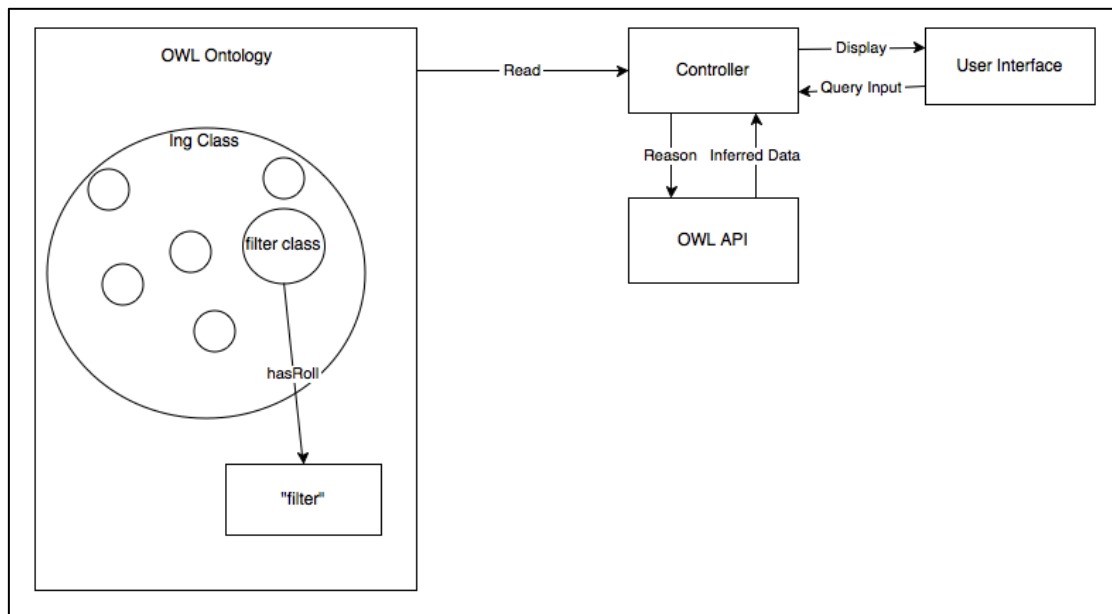 OWL Ontology
Ing Class
filter class
hasRoll
"filter"
Read
Controller
Display
Query Input
User Interface
Reason
Inferred Data
OWL API